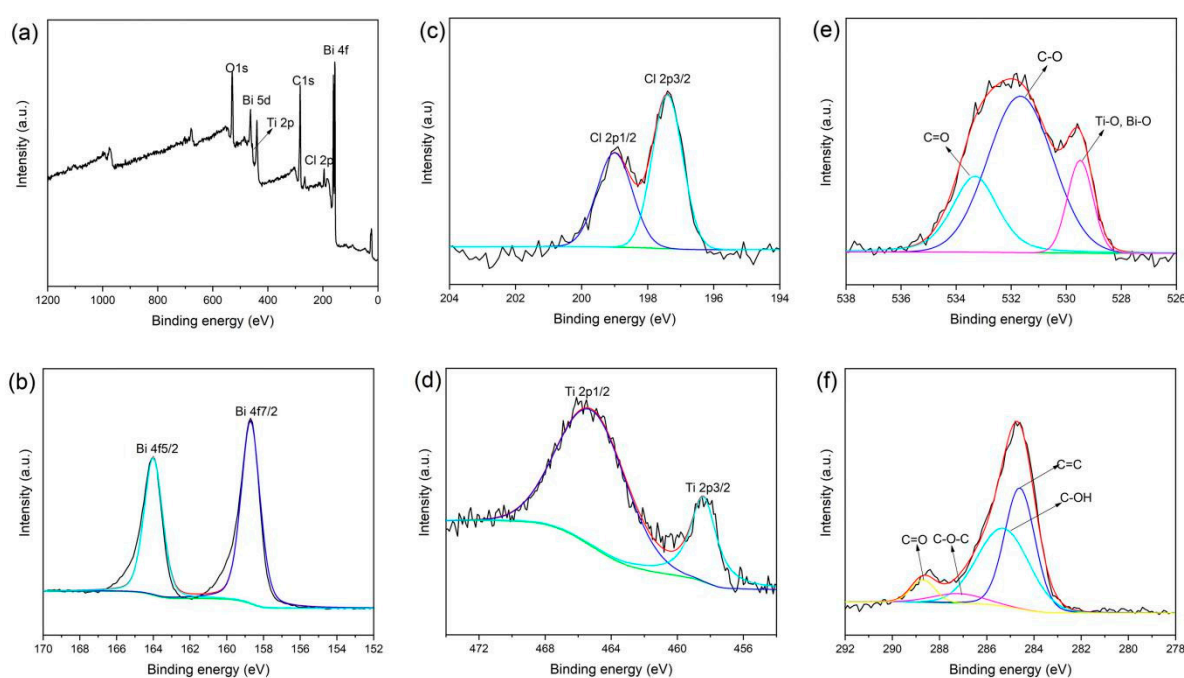 (a)
Bi 4f
O1s
C1s
Bi 5d
Ti 2p
Cl 2p
Intensity (a.u.)
1200 1000 800 600 400 200 0
Binding energy (eV)
(c)
Cl 2p3/2
Cl 2p1/2
Intensity (a.u)
204 202 200 198 196 194
Binding energy (eV)
(e)
C-O
Ti-O, Bi-O
C=O
Intensity (a.u.)
538 536 534 532 530 528 526
Binding energy (eV)
(b)
Bi 4f7/2
Bi 4f5/2
Intensity (a.u.)
170 168 166 164 162 160 158 156 154 152
Binding energy (eV)
(d)
Ti 2p1/2
Ti 2p3/2
Intensity (a.u.)
472 468 464 460 456
Binding energy (eV)
(f)
C=C
C-OH
C=O
C-O-C
Intensity (a.u.)
292 290 288 286 284 282 280 278
Binding energy (eV)